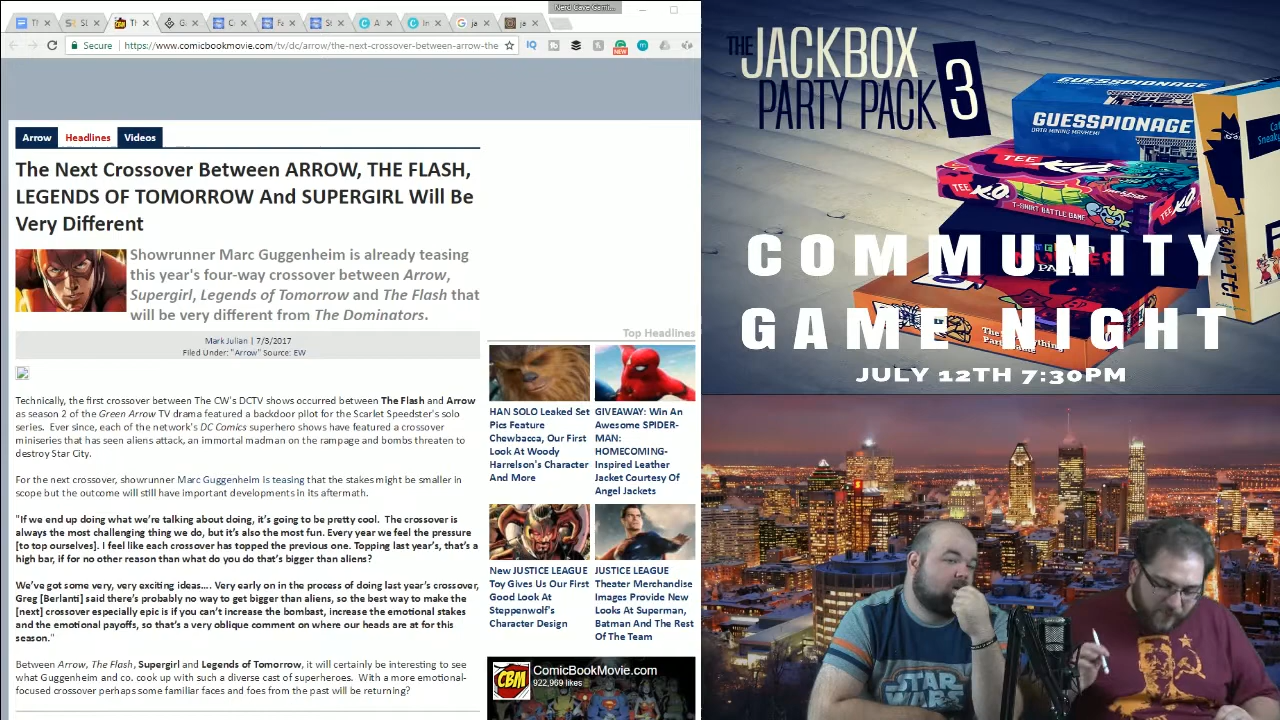 Nerd Cave Gami...
Secure
https://www.comicbookmovie.com/tv/dc/arrow/the-next-crossover-between-arrow-the
NEW
Arrow
Headlines
Videos
The Next Crossover Between ARROW, THE FLASH,
LEGENDS OF TOMORROW And SUPERGIRL Will Be
Very Different
Showrunner Marc Guggenheim is already teasing
this year's four-way crossover between Arrow,
Supergirl, Legends of Tomorrow and The Flash that
will be very different from The Dominators.
Mark Julian | 7/3/2017
Filed Under: "Arrow" Source: EW
Technically, the first crossover between The CW's DCTV shows occurred between The Flash and Arrow
as season 2 of the Green Arrow TV drama featured a backdoor pilot for the Scarlet Speedster's solo
series. Ever since, each of the network's DC Comics superhero shows have featured a crossover
miniseries that has seen aliens attack, an immortal madman on the rampage and bombs threaten to
destroy Star City.
For the next crossover, showrunner Marc Guggenheim is teasing that the stakes might be smaller in
scope but the outcome will still have important developments in its aftermath.
"If we end up doing what we're talking about doing, it's going to be pretty cool. The crossover is
always the most challenging thing we do, but it's also the most fun. Every year we feel the pressure
[to top ourselves]. I feel like each crossover has topped the previous one. Topping last year's, that's a
high bar, if for no other reason than what do you do that's bigger than aliens?
We've got some very, very exciting ideas.... Very early on in the process of doing last year's crossover,
Greg [Berlanti] said there's probably no way to get bigger than aliens, so the best way to make the
[next] crossover especially epic is if you can't increase the bombast, increase the emotional stakes
and the emotional payoffs, so that's a very oblique comment on where our heads are at for this
season."
Between Arrow, The Flash, Supergirl and Legends of Tomorrow, it will certainly be interesting to see
what Guggenheim and co. cook up with such a diverse cast of superheroes. With a more emotional-
focused crossover perhaps some familiar faces and foes from the past will be returning?
Top Headlines
HAN SOLO Leaked Set
Pics Feature
Chewbacca, Our First
Look At Woody
Harrelson's Character
And More
GIVEAWAY: Win An
Awesome SPIDER-
MAN:
HOMECOMING-
Inspired Leather
Jacket Courtesy Of
Angel Jackets
New JUSTICE LEAGUE
Toy Gives Us Our First
Good Look At
Steppenwolf's
Character Design
JUSTICE LEAGUE
Theater Merchandise
Images Provide New
Looks At Superman,
Batman And The Rest
Of The Team
CBM
ComicBookMovie.com
922,969 likes
THE
JACKBOX
PARTY PACK 3
GUESSPIONAGE
GUESSPIONAGE
DATA MINING MAYHEM!
TEE
K.O.
TEE K.O.
T-SHIRT BATTLE GAME
TEE
K.O.
Fakin' It!
COMMUNITY
GAME NIGHT
JULY 12TH 7:30PM
STAR
WARS